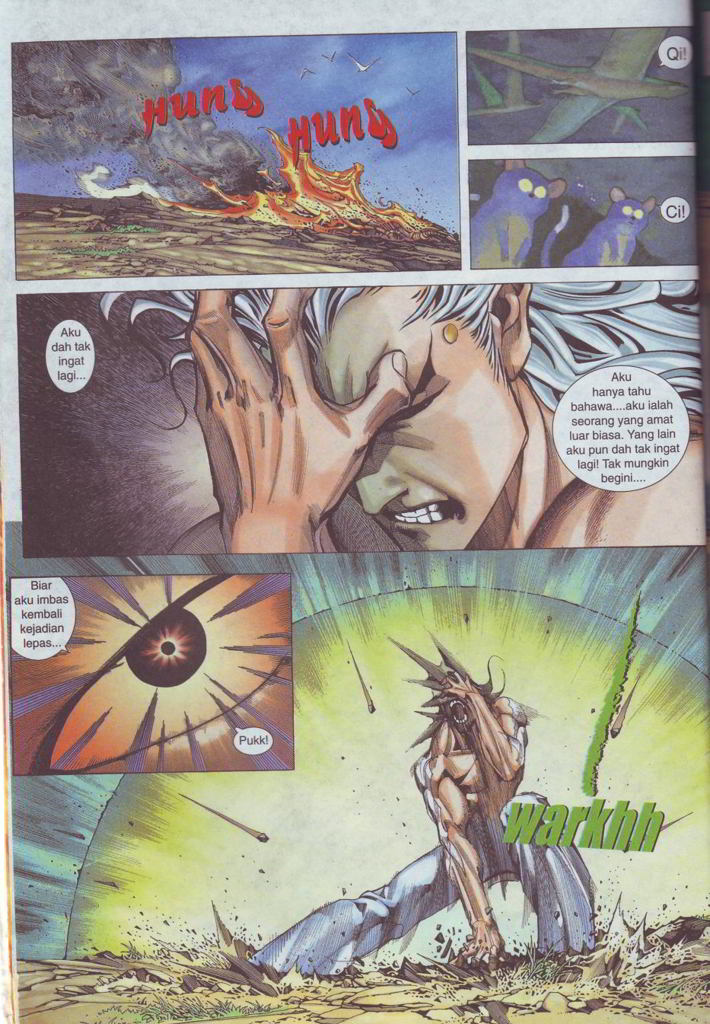 HUNG
HUNG
Qi!
Ci!
Aku
dah tak
ingat
lagi...
Aku
hanya tahu
bahawa....aku ialah
seorang yang amat
luar biasa. Yang lain
aku pun dah tak ingat
lagi! Tak mungkin
begini....
Biar
aku imbas
kembali
kejadian
lepas...
Pukk!
warkhh